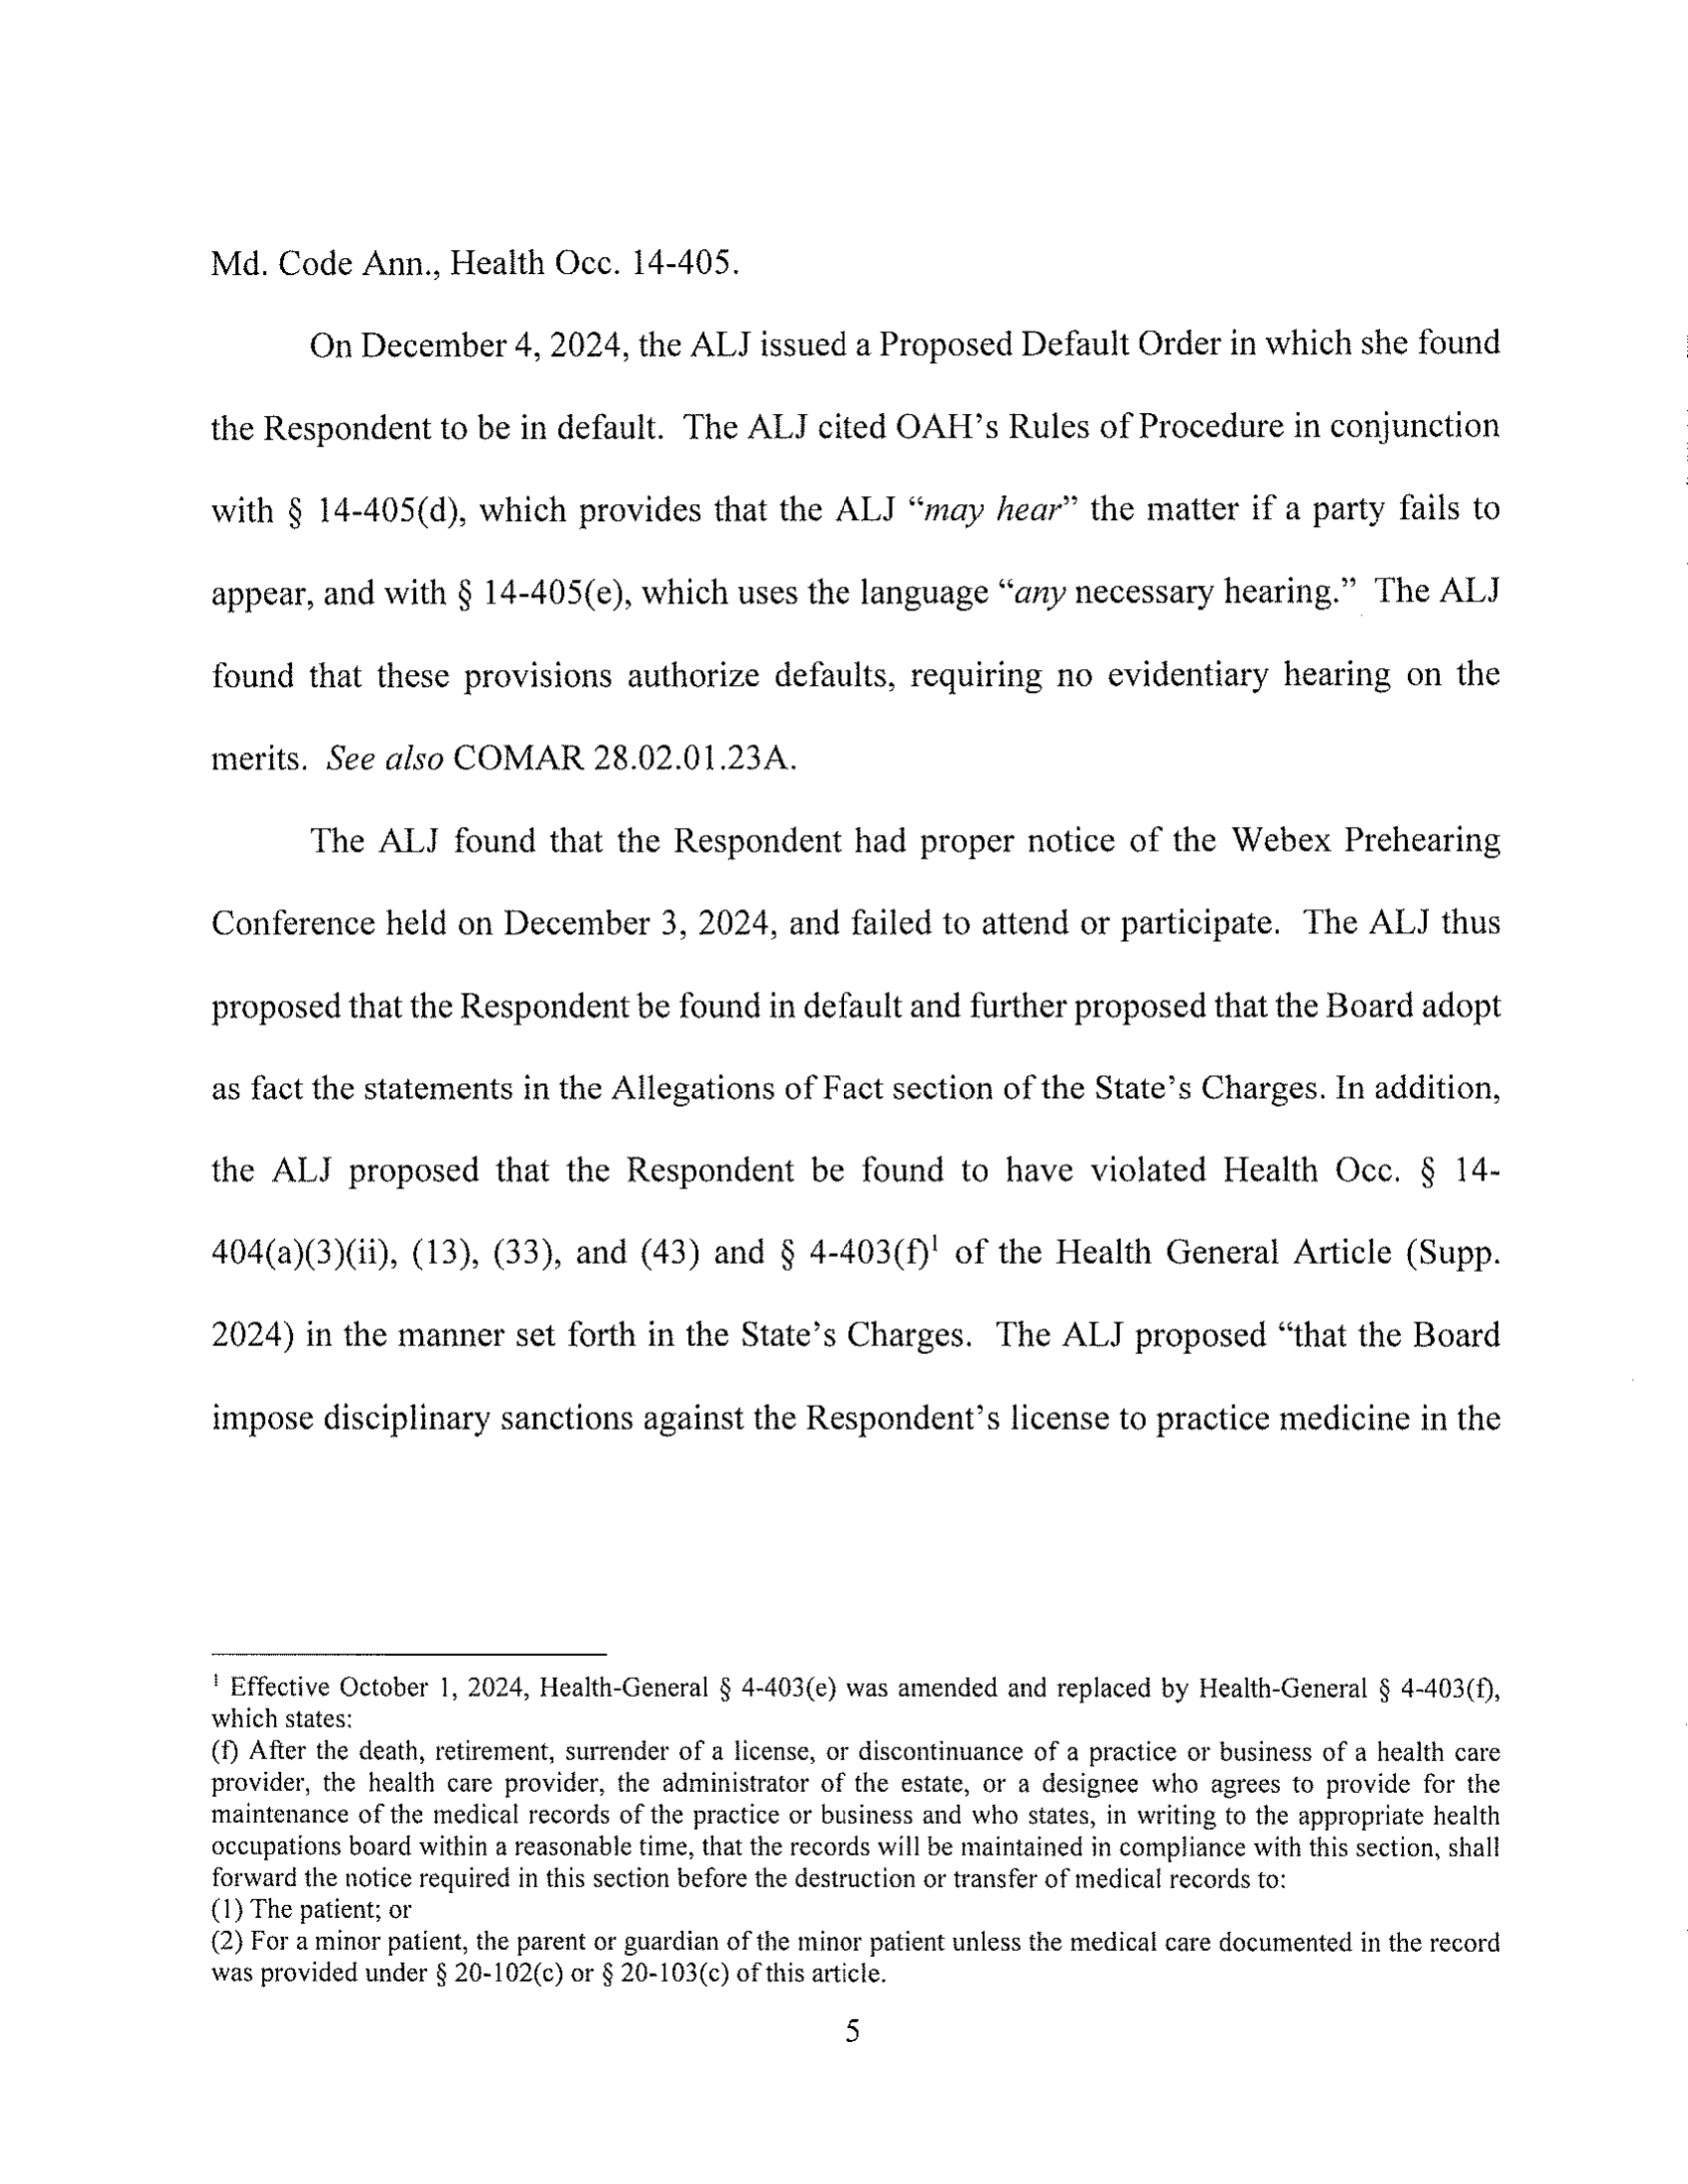 Md. Code Ann., Health Occ. 14-405.
On December 4, 2024, the ALJ issued a Proposed Default Order in which she found
the Respondent to be in default. The ALJ cited OAH's Rules of Procedure in conjunction
with § 14-405(d), which provides that the ALJ “may hear” the matter if a party fails to
appear, and with § 14-405(e), which uses the language “any necessary hearing.” The ALJ
found that these provisions authorize defaults, requiring no evidentiary hearing on the
merits. See also COMAR 28.02.01.23A.
The ALJ found that the Respondent had proper notice of the Webex Prehearing
Conference held on December 3, 2024, and failed to attend or participate. The ALJ thus
proposed that the Respondent be found in default and further proposed that the Board adopt
as fact the statements in the Allegations of Fact section of the State's Charges. In addition,
the ALJ proposed that the Respondent be found to have violated Health Occ. § 14-
404(a)(3)(ii), (13), (33), and (43) and § 4-403(f)¹ of the Health General Article (Supp.
2024) in the manner set forth in the State's Charges. The ALJ proposed “that the Board
impose disciplinary sanctions against the Respondent's license to practice medicine in the
¹ Effective October 1, 2024, Health-General § 4-403(e) was amended and replaced by Health-General § 4-403(f),
which states:
(f) After the death, retirement, surrender of a license, or discontinuance of a practice or business of a health care
provider, the health care provider, the administrator of the estate, or a designee who agrees to provide for the
maintenance of the medical records of the practice or business and who states, in writing to the appropriate health
occupations board within a reasonable time, that the records will be maintained in compliance with this section, shall
forward the notice required in this section before the destruction or transfer of medical records to:
(1) The patient; or
(2) For a minor patient, the parent or guardian of the minor patient unless the medical care documented in the record
was provided under § 20-102(c) or § 20-103(c) of this article.
5